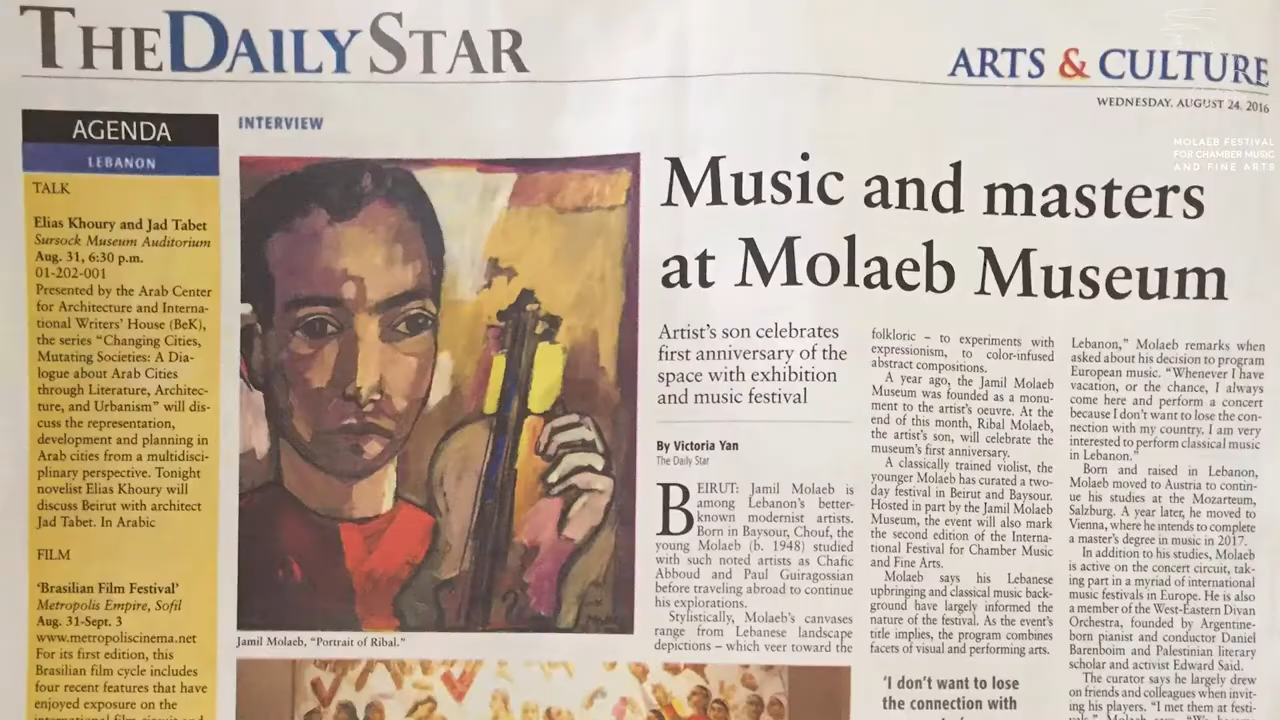 THE DAILY STAR
ARTS & CULTURE
WEDNESDAY, AUGUST 24, 2016
MOLAEB FESTIVAL
FOR CHAMBER MUSIC
AND FINE ARTS
AGENDA
LEBANON
TALK
Elias Khoury and Jad Tabet
Sursock Museum Auditorium
Aug. 31, 6:30 p.m.
01-202-001
Presented by the Arab Center
for Architecture and Interna-
tional Writers' House (BeK),
the series “Changing Cities,
Mutating Societies: A Dia-
logue about Arab Cities
through Literature, Architec-
ture, and Urbanism” will dis-
cuss the representation,
development and planning in
Arab cities from a multidisci-
plinary perspective. Tonight
novelist Elias Khoury will
discuss Beirut with architect
Jad Tabet. In Arabic
FILM
‘Brasilian Film Festival’
Metropolis Empire, Sofil
Aug. 31-Sept. 3
www.metropoliscinema.net
For its first edition, this
Brasilian film cycle includes
four recent features that have
enjoyed exposure on the
international film circuit and
INTERVIEW
Jamil Molaeb, “Portrait of Ribal.”
Music and masters
at Molaeb Museum
Artist's son celebrates
first anniversary of the
space with exhibition
and music festival
By Victoria Yan
The Daily Star
BEIRUT: Jamil Molaeb is
among Lebanon's better-
known modernist artists.
Born in Baysour, Chouf, the
young Molaeb (b. 1948) studied
with such noted artists as Chafic
Abboud and Paul Guiragossian
before traveling abroad to continue
his explorations.
Stylistically, Molaeb's canvases
range from Lebanese landscape
depictions – which veer toward the
folkloric – to experiments with
expressionism, to color-infused
abstract compositions.
A year ago, the Jamil Molaeb
Museum was founded as a monu-
ment to the artist's oeuvre. At the
end of this month, Ribal Molaeb,
the artist's son, will celebrate the
museum's first anniversary.
A classically trained violist, the
younger Molaeb has curated a two-
day festival in Beirut and Baysour.
Hosted in part by the Jamil Molaeb
Museum, the event will also mark
the second edition of the Interna-
tional Festival for Chamber Music
and Fine Arts.
Molaeb says his Lebanese
upbringing and classical music back-
ground have largely informed the
nature of the festival. As the event's
title implies, the program combines
facets of visual and performing arts.
‘I don't want to lose
the connection with
Lebanon,” Molaeb remarks when
asked about his decision to program
European music. “Whenever I have
vacation, or the chance, I always
come here and perform a concert
because I don't want to lose the con-
nection with my country. I am very
interested to perform classical music
in Lebanon.”
Born and raised in Lebanon,
Molaeb moved to Austria to contin-
ue his studies at the Mozarteum,
Salzburg. A year later, he moved to
Vienna, where he intends to complete
a master's degree in music in 2017.
In addition to his studies, Molaeb
is active on the concert circuit, tak-
ing part in a myriad of international
music festivals in Europe. He is also
a member of the West-Eastern Divan
Orchestra, founded by Argentine-
born pianist and conductor Daniel
Barenboim and Palestinian literary
scholar and activist Edward Said.
The curator says he largely drew
on friends and colleagues when invit-
ing his players. “I met them at festi-